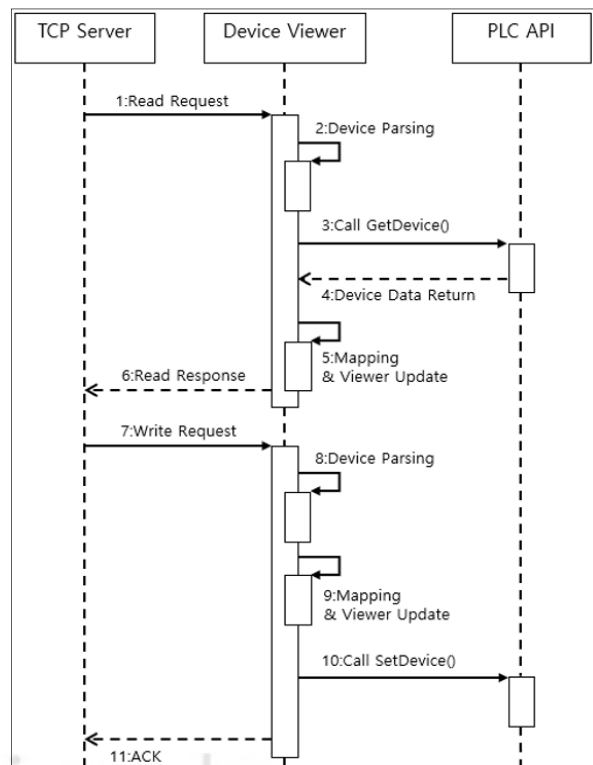 TCP Server
Device Viewer
PLC API
1:Read Request
2:Device Parsing
3:Call GetDevice()
4:Device Data Return
5:Mapping
& Viewer Update
6:Read Response
7:Write Request
8:Device Parsing
9:Mapping
& Viewer Update
10:Call SetDevice()
11:ACK